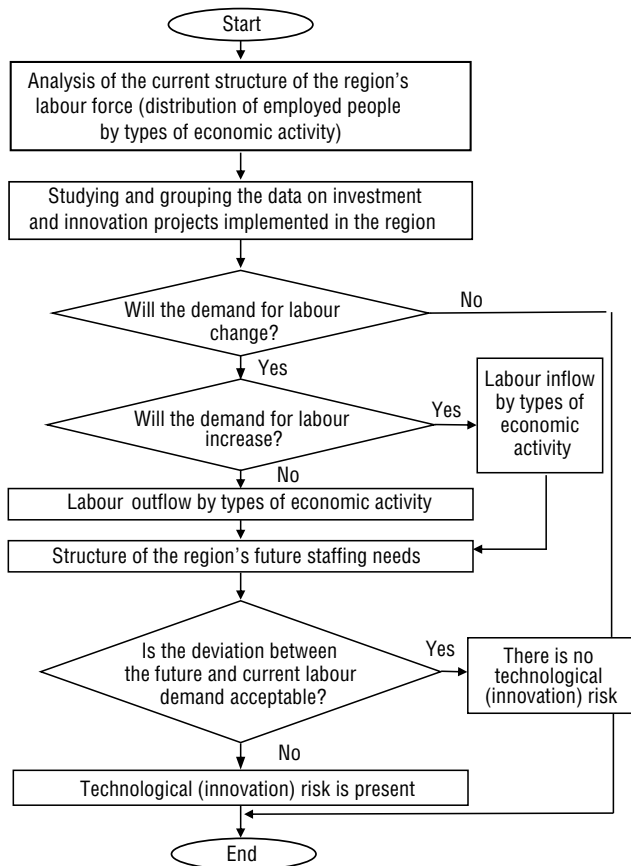 Start
Analysis of the current structure of the region's
labour force (distribution of employed people
by types of economic activity)
Studying and grouping the data on investment
and innovation projects implemented in the region
Will the demand for labour
change?
No
Yes
Will the demand for labour
increase?
Yes
Labour inflow
by types of
economic
activity
No
Labour outflow by types of economic activity
Structure of the region's future staffing needs
Is the deviation between
the future and current labour
demand acceptable?
Yes
There is no
technological
(innovation) risk
No
Technological (innovation) risk is present
End